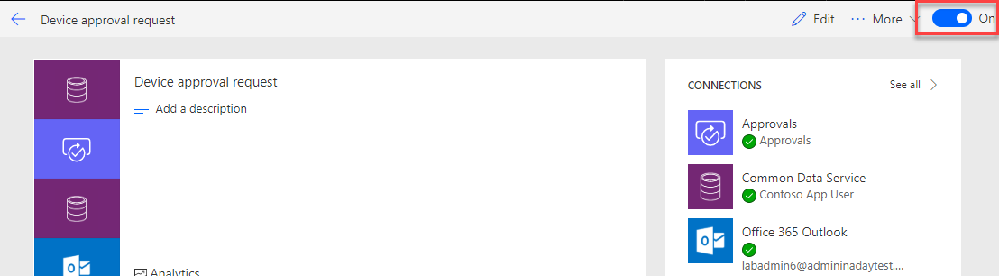 Device approval request
Edit
More
On
Device approval request
Add a description
Analytics
CONNECTIONS
See all
Approvals
Approvals
Common Data Service
Contoso App User
Office 365 Outlook
labadmin6@admininadaytest....